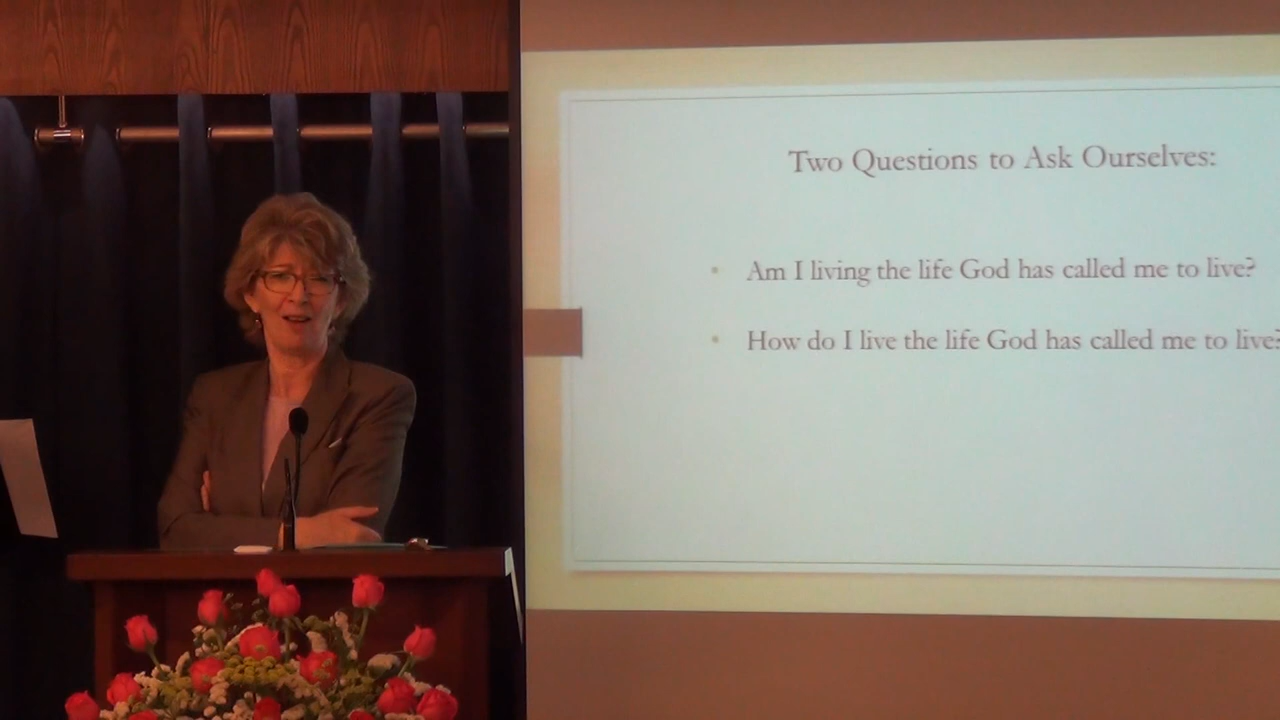 Two Questions to Ask Ourselves:
• Am I living the life God has called me to live?
• How do I live the life God has called me to live?